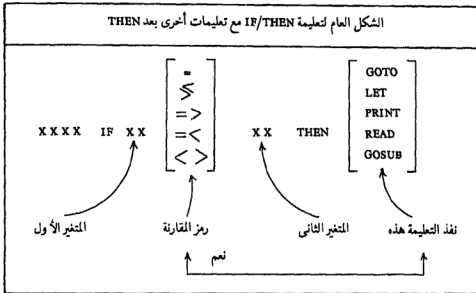 الشكل العام لتعليمة IF/THEN مع تعليمات أخرى بعد THEN
=
> <
= >
= <
< >
GOTO
LET
PRINT
READ
GOSUB
XXXX IF XX XX THEN
المتغير الأول
رمز المقارنة
المتغير الثانى
نفذ التعليمة هذه
نعم